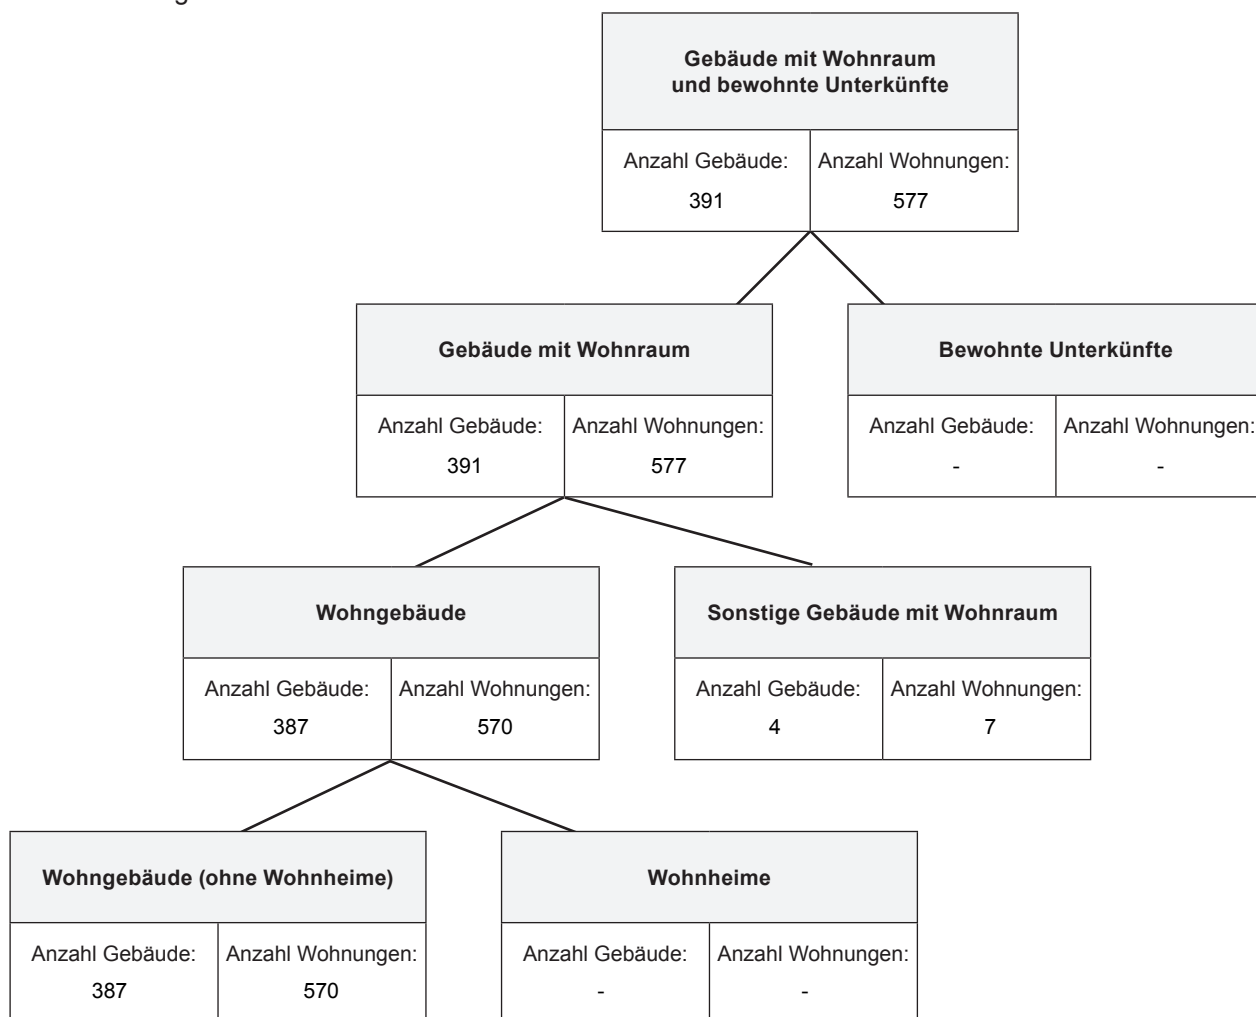 Gebäude mit Wohnraum
und bewohnte Unterkünfte
Anzahl Gebäude:
391
Anzahl Wohnungen:
577
Gebäude mit Wohnraum
Anzahl Gebäude:
391
Anzahl Wohnungen:
577
Bewohnte Unterkünfte
Anzahl Gebäude:
-
Anzahl Wohnungen:
-
Wohngebäude
Anzahl Gebäude:
387
Anzahl Wohnungen:
570
Sonstige Gebäude mit Wohnraum
Anzahl Gebäude:
4
Anzahl Wohnungen:
7
Wohngebäude (ohne Wohnheime)
Anzahl Gebäude:
387
Anzahl Wohnungen:
570
Wohnheime
Anzahl Gebäude:
-
Anzahl Wohnungen:
-